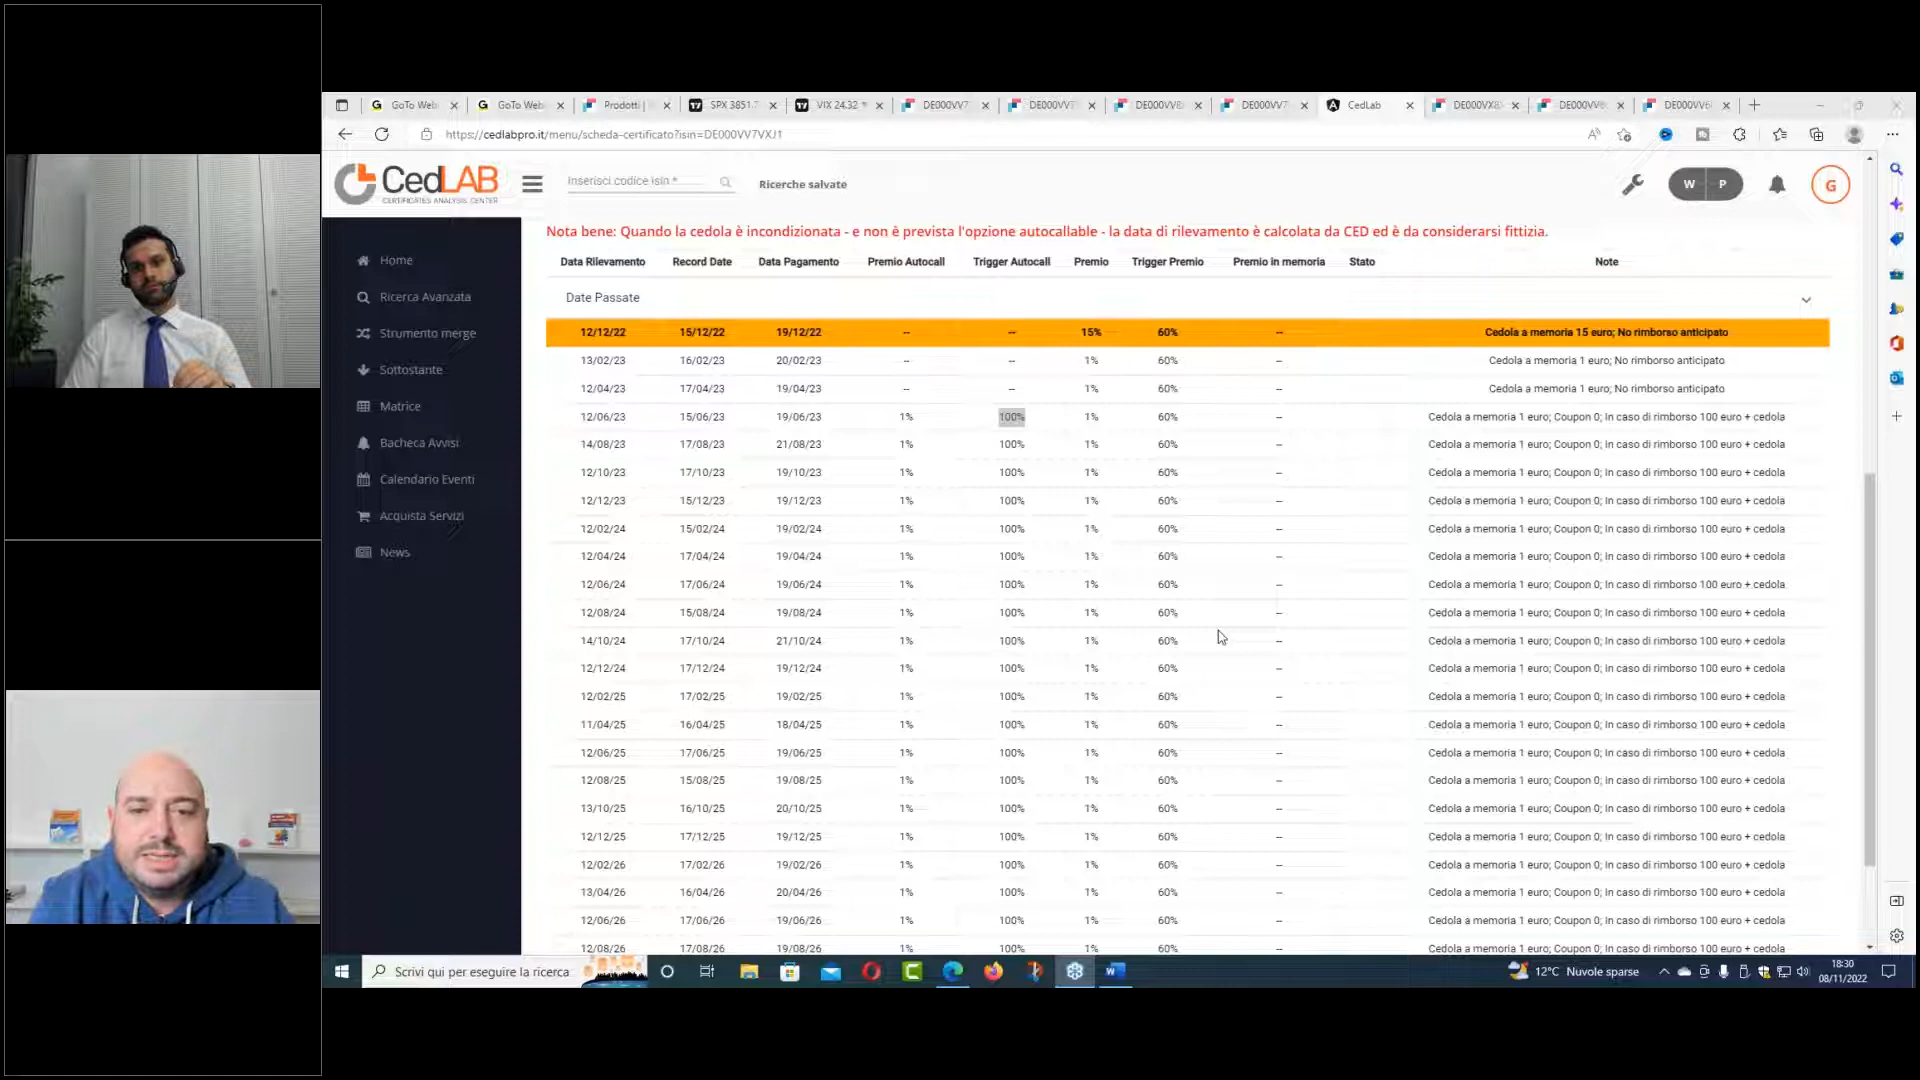 GoTo Web
GoTo Web
Prodotti |
SPX 3851.
VIX 24.32
DE000VV7
DE000VV
DE000VV
DE000VV7
CedLab
DE000VX
DE000VV
DE000VV
https://cedlabpro.it/menu/scheda-certificato?isin=DE000VV7VXJ1
CedLAB
CERTIFICATES ANALYSIS CENTER
Inserisci codice isin *
Ricerche salvate
W P
G
Home
Ricerca Avanzata
Strumento merge
Sottostante
Matrice
Bacheca Avvisi
Calendario Eventi
Acquista Servizi
News
Nota bene: Quando la cedola è incondizionata - e non è prevista l'opzione autocallable - la data di rilevamento è calcolata da CED ed è da considerarsi fittizia.
Data Rilevamento Record Date Data Pagamento Premio Autocall Trigger Autocall Premio Trigger Premio Premio in memoria Stato Note
Date Passate
12/12/22 15/12/22 19/12/22 -- -- 15% 60% -- Cedola a memoria 15 euro; No rimborso anticipato
13/02/23 16/02/23 20/02/23 -- -- 1% 60% -- Cedola a memoria 1 euro; No rimborso anticipato
12/04/23 17/04/23 19/04/23 -- -- 1% 60% -- Cedola a memoria 1 euro; No rimborso anticipato
12/06/23 15/06/23 19/06/23 1% 100% 1% 60% -- Cedola a memoria 1 euro; Coupon 0; In caso di rimborso 100 euro + cedola
14/08/23 17/08/23 21/08/23 1% 100% 1% 60% -- Cedola a memoria 1 euro; Coupon 0; In caso di rimborso 100 euro + cedola
12/10/23 17/10/23 19/10/23 1% 100% 1% 60% -- Cedola a memoria 1 euro; Coupon 0; In caso di rimborso 100 euro + cedola
12/12/23 15/12/23 19/12/23 1% 100% 1% 60% -- Cedola a memoria 1 euro; Coupon 0; In caso di rimborso 100 euro + cedola
12/02/24 15/02/24 19/02/24 1% 100% 1% 60% -- Cedola a memoria 1 euro; Coupon 0; In caso di rimborso 100 euro + cedola
12/04/24 17/04/24 19/04/24 1% 100% 1% 60% -- Cedola a memoria 1 euro; Coupon 0; In caso di rimborso 100 euro + cedola
12/06/24 17/06/24 19/06/24 1% 100% 1% 60% -- Cedola a memoria 1 euro; Coupon 0; In caso di rimborso 100 euro + cedola
12/08/24 15/08/24 19/08/24 1% 100% 1% 60% -- Cedola a memoria 1 euro; Coupon 0; In caso di rimborso 100 euro + cedola
14/10/24 17/10/24 21/10/24 1% 100% 1% 60% -- Cedola a memoria 1 euro; Coupon 0; In caso di rimborso 100 euro + cedola
12/12/24 17/12/24 19/12/24 1% 100% 1% 60% -- Cedola a memoria 1 euro; Coupon 0; In caso di rimborso 100 euro + cedola
12/02/25 17/02/25 19/02/25 1% 100% 1% 60% -- Cedola a memoria 1 euro; Coupon 0; In caso di rimborso 100 euro + cedola
11/04/25 16/04/25 18/04/25 1% 100% 1% 60% -- Cedola a memoria 1 euro; Coupon 0; In caso di rimborso 100 euro + cedola
12/06/25 17/06/25 19/06/25 1% 100% 1% 60% -- Cedola a memoria 1 euro; Coupon 0; In caso di rimborso 100 euro + cedola
12/08/25 15/08/25 19/08/25 1% 100% 1% 60% -- Cedola a memoria 1 euro; Coupon 0; In caso di rimborso 100 euro + cedola
13/10/25 16/10/25 20/10/25 1% 100% 1% 60% -- Cedola a memoria 1 euro; Coupon 0; In caso di rimborso 100 euro + cedola
12/12/25 17/12/25 19/12/25 1% 100% 1% 60% -- Cedola a memoria 1 euro; Coupon 0; In caso di rimborso 100 euro + cedola
12/02/26 17/02/26 19/02/26 1% 100% 1% 60% -- Cedola a memoria 1 euro; Coupon 0; In caso di rimborso 100 euro + cedola
13/04/26 16/04/26 20/04/26 1% 100% 1% 60% -- Cedola a memoria 1 euro; Coupon 0; In caso di rimborso 100 euro + cedola
12/06/26 17/06/26 19/06/26 1% 100% 1% 60% -- Cedola a memoria 1 euro; Coupon 0; In caso di rimborso 100 euro + cedola
12/08/26 17/08/26 19/08/26 1% 100% 1% 60% -- Cedola a memoria 1 euro; Coupon 0; In caso di rimborso 100 euro + cedola
Scrivi qui per eseguire la ricerca
12°C Nuvole sparse
18:30
08/11/2022